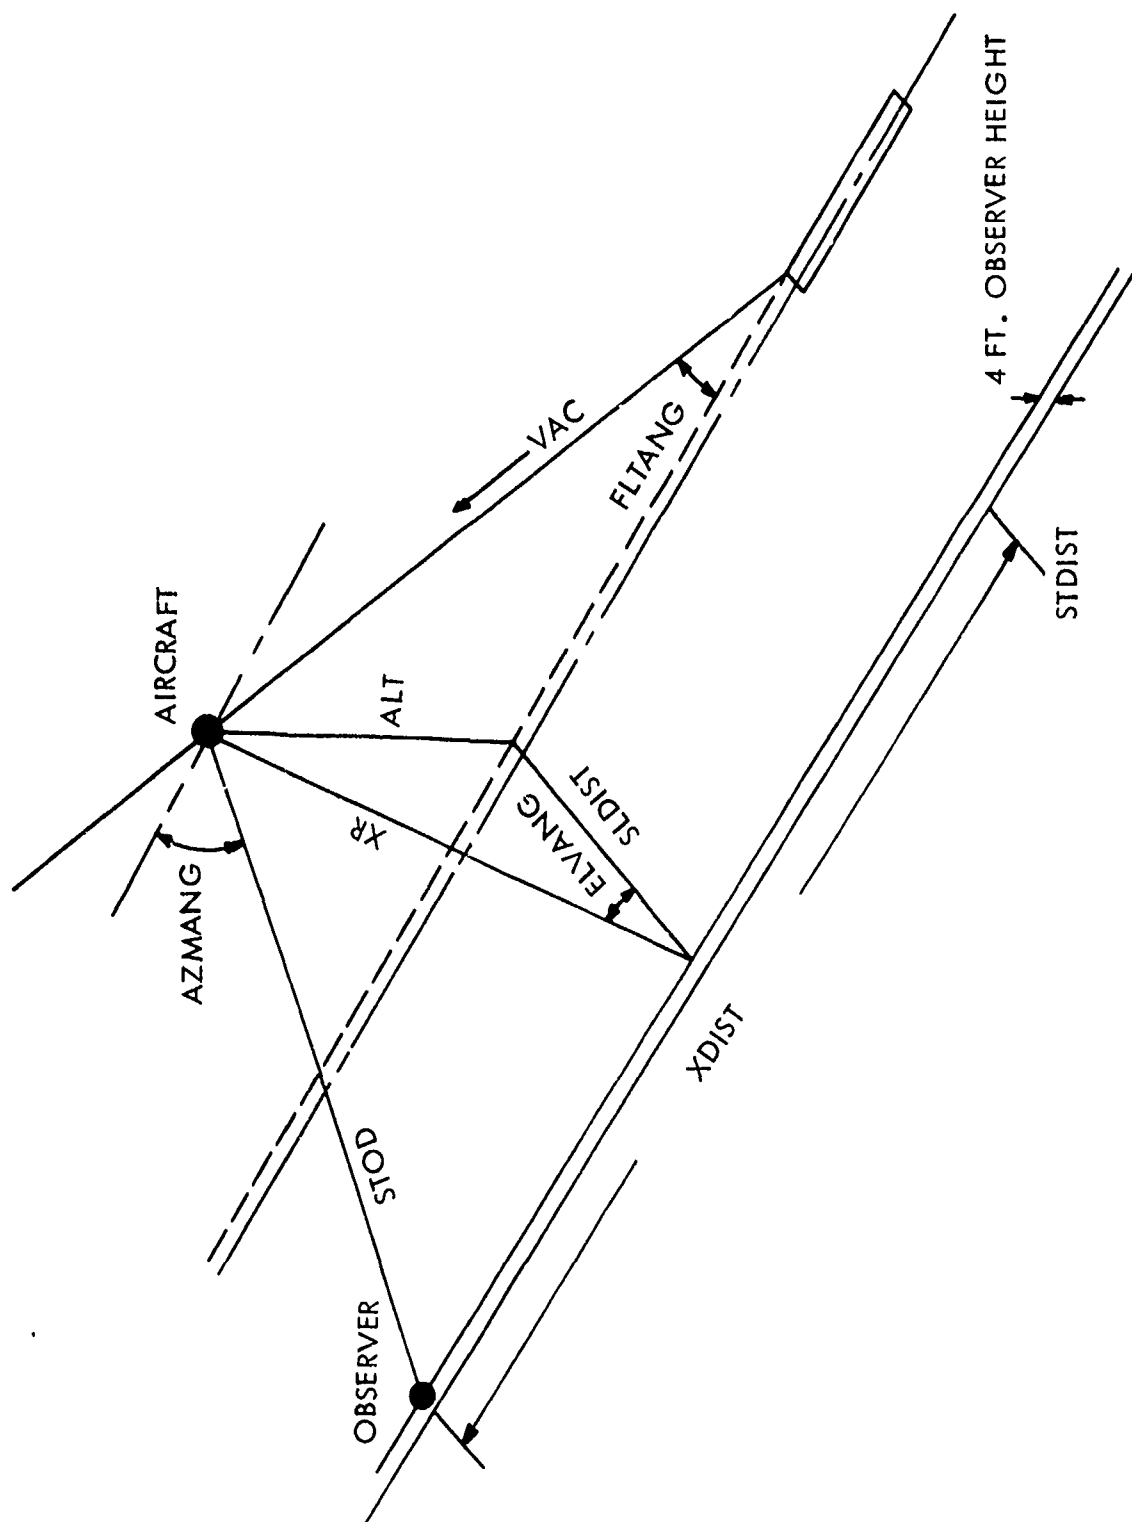 AIRCRAFT
AZMANG
VAC
ALT
XR
FLTANG
ELVANG
SLDIST
STOD
OBSERVER
XDIST
STDIST
4 FT. OBSERVER HEIGHT